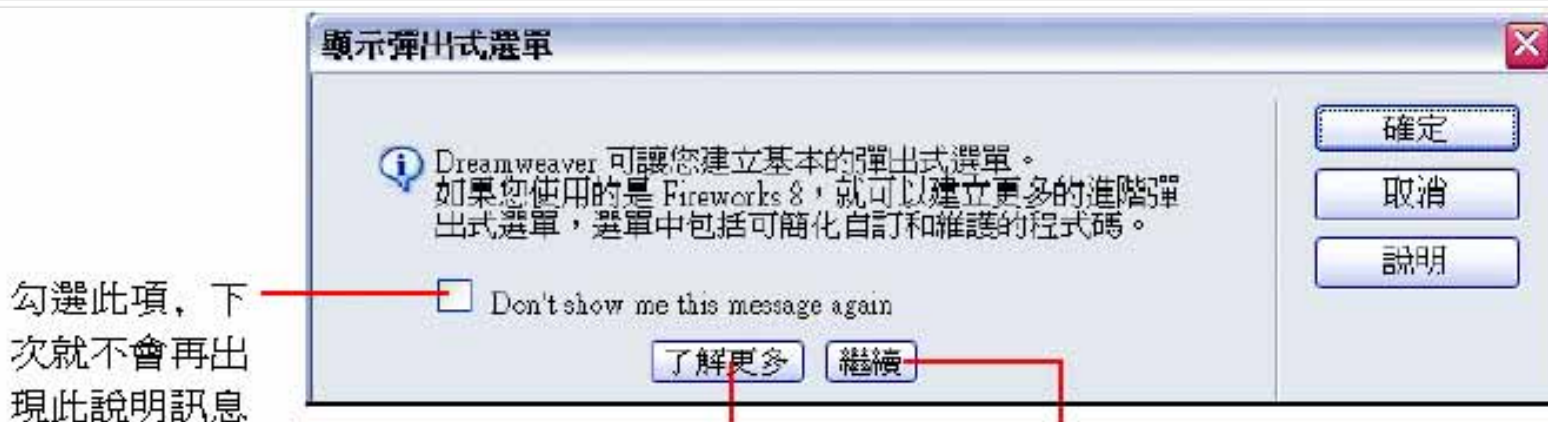 顯示彈出式選單
確定
取消
說明
Dreamweaver 可讓您建立基本的彈出式選單。
如果您使用的是 Fireworks 8，就可以建立更多的進階彈
出式選單，選單中包括可簡化自訂和維護的程式碼。
勾選此項，下
次就不會再出
現此說明訊息
Don't show me this message again
了解更多 繼續